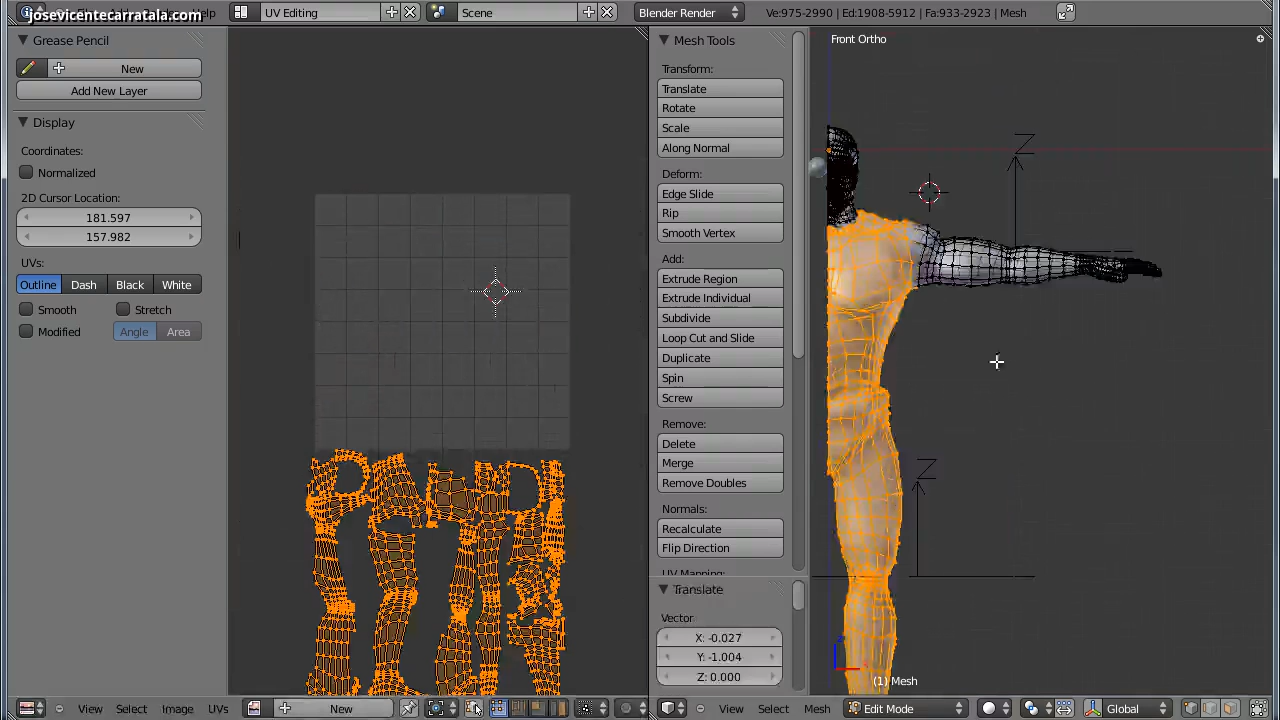 josevicentecarratala.com
UV Editing
Scene
Blender Render
Ve:975-2990 | Ed:1908-5912 | Fa:933-2923 | Mesh
Grease Pencil
New
Add New Layer
Display
Coordinates:
Normalized
2D Cursor Location:
181.597
157.982
UVs:
Outline
Dash
Black
White
Smooth
Stretch
Modified
Angle
Area
Mesh Tools
Transform:
Translate
Rotate
Scale
Along Normal
Deform:
Edge Slide
Rip
Smooth Vertex
Add:
Extrude Region
Extrude Individual
Subdivide
Loop Cut and Slide
Duplicate
Spin
Screw
Remove:
Delete
Merge
Remove Doubles
Normals:
Recalculate
Flip Direction
UV Mapping:
Translate
Vector
X: -0.027
Y: -1.004
Z: 0.000
Front Ortho
Z
Z
(1) Mesh
View
Select
Image
UVs
New
View
Select
Mesh
Edit Mode
Global